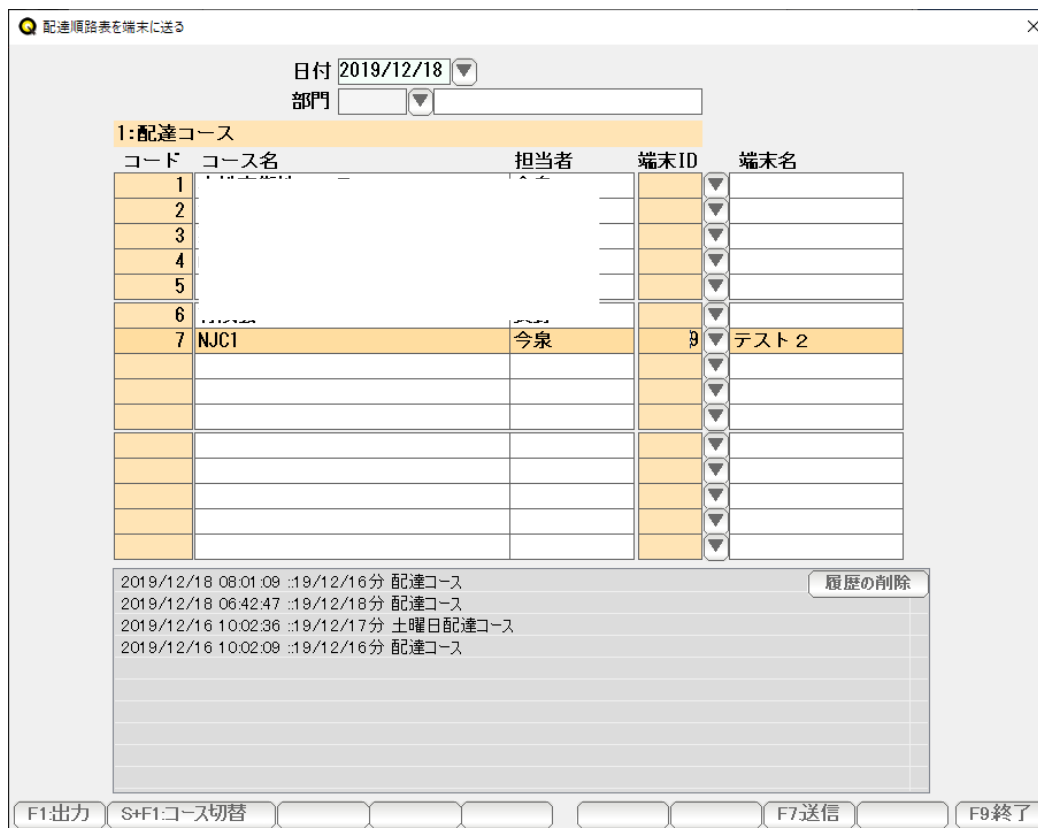 配達順路表を端末に送る
日付 2019/12/18
部門
1:配達コース
コード コース名 担当者 端末ID 端末名
1
2
3
4
5
6
7 NJC1 今泉 9 テスト２
2019/12/18 08:01:09 ::19/12/16分 配達コース 履歴の削除
2019/12/18 06:42:47 ::19/12/18分 配達コース
2019/12/16 10:02:36 ::19/12/17分 土曜日配達コース
2019/12/16 10:02:09 ::19/12/16分 配達コース
F1:出力 S+F1:コース切替 F7:送信 F9:終了